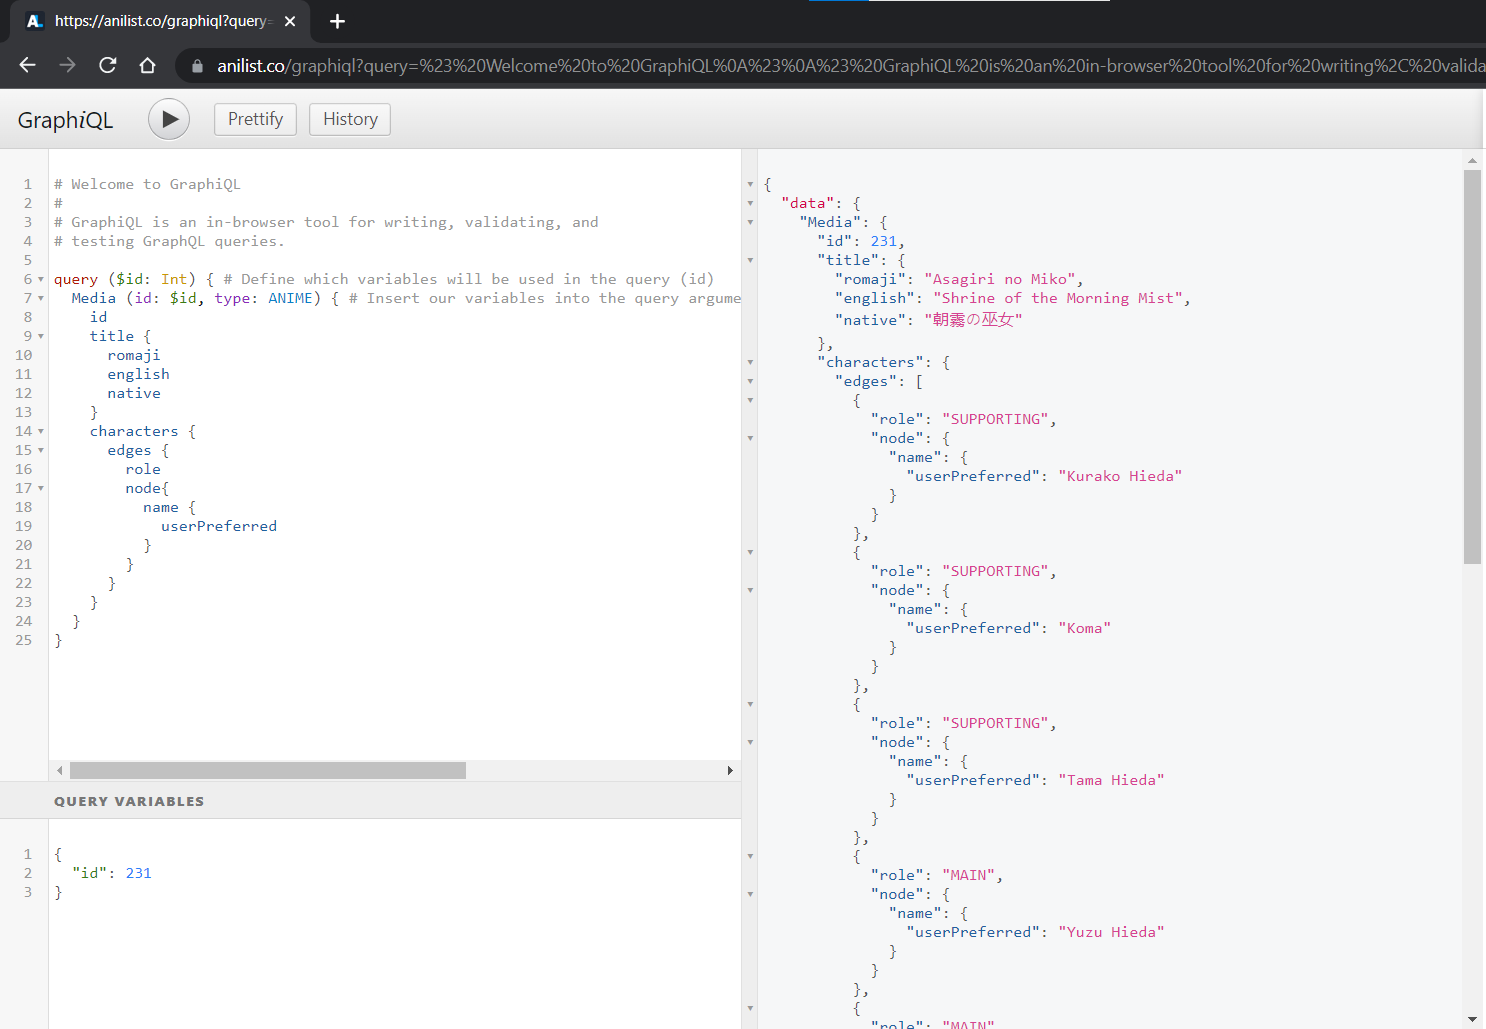 https://anilist.co/graphiql?query=
anilist.co/graphiql?query=%23%20Welcome%20to%20GraphiQL%0A%23%0A%23%20GraphiQL%20is%20an%20in-browser%20tool%20for%20writing%2C%20valida
GraphiQL
Prettify
History
1 # Welcome to GraphiQL
2 #
3 # GraphiQL is an in-browser tool for writing, validating, and
4 # testing GraphQL queries.
5
6 query ($id: Int) { # Define which variables will be used in the query (id)
7 Media (id: $id, type: ANIME) { # Insert our variables into the query argume
8 id
9 title {
10 romaji
11 english
12 native
13 }
14 characters {
15 edges {
16 role
17 node{
18 name {
19 userPreferred
20 }
21 }
22 }
23 }
24 }
25 }
QUERY VARIABLES
1 {
2 "id": 231
3 }
{
"data": {
"Media": {
"id": 231,
"title": {
"romaji": "Asagiri no Miko",
"english": "Shrine of the Morning Mist",
"native": "朝霧の巫女"
},
"characters": {
"edges": [
{
"role": "SUPPORTING",
"node": {
"name": {
"userPreferred": "Kurako Hieda"
}
}
},
{
"role": "SUPPORTING",
"node": {
"name": {
"userPreferred": "Koma"
}
}
},
{
"role": "SUPPORTING",
"node": {
"name": {
"userPreferred": "Tama Hieda"
}
}
},
{
"role": "MAIN",
"node": {
"name": {
"userPreferred": "Yuzu Hieda"
}
}
},
{
"role": "MAIN"